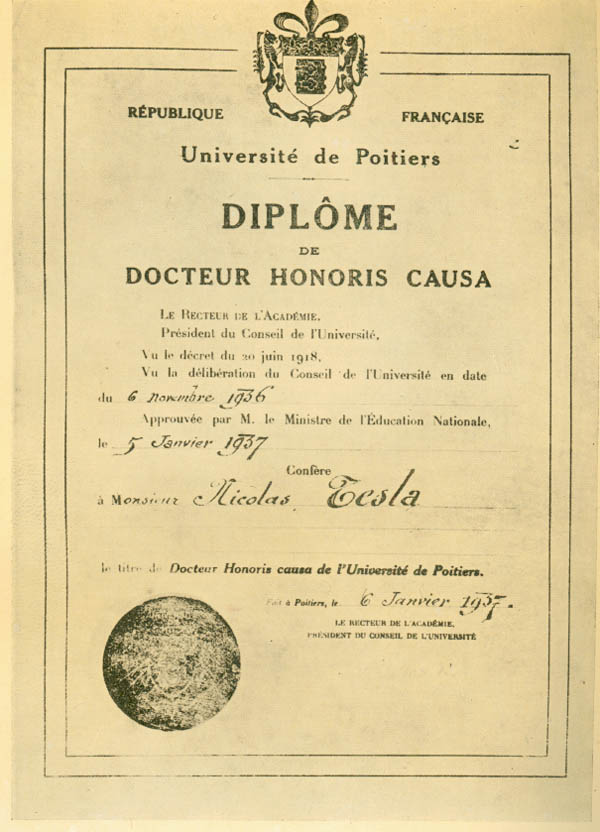 RÉPUBLIQUE FRANÇAISE
Université de Poitiers
DIPLÔME
DE
DOCTEUR HONORIS CAUSA
LE RECTEUR DE L'ACADÉMIE,
Président du Conseil de l'Université,
Vu le décret du 20 juin 1918,
Vu la délibération du Conseil de l'Université en date
du 6 novembre 1936
Approuvée par M. le Ministre de l'Éducation Nationale,
le 5 Janvier 1937
Confère
à Monsieur Nicolas Tesla
le titre de Docteur Honoris causa de l'Université de Poitiers.
Fait à Poitiers, le 6 Janvier 1937.
LE RECTEUR DE L'ACADÉMIE,
PRÉSIDENT DU CONSEIL DE L'UNIVERSITÉ